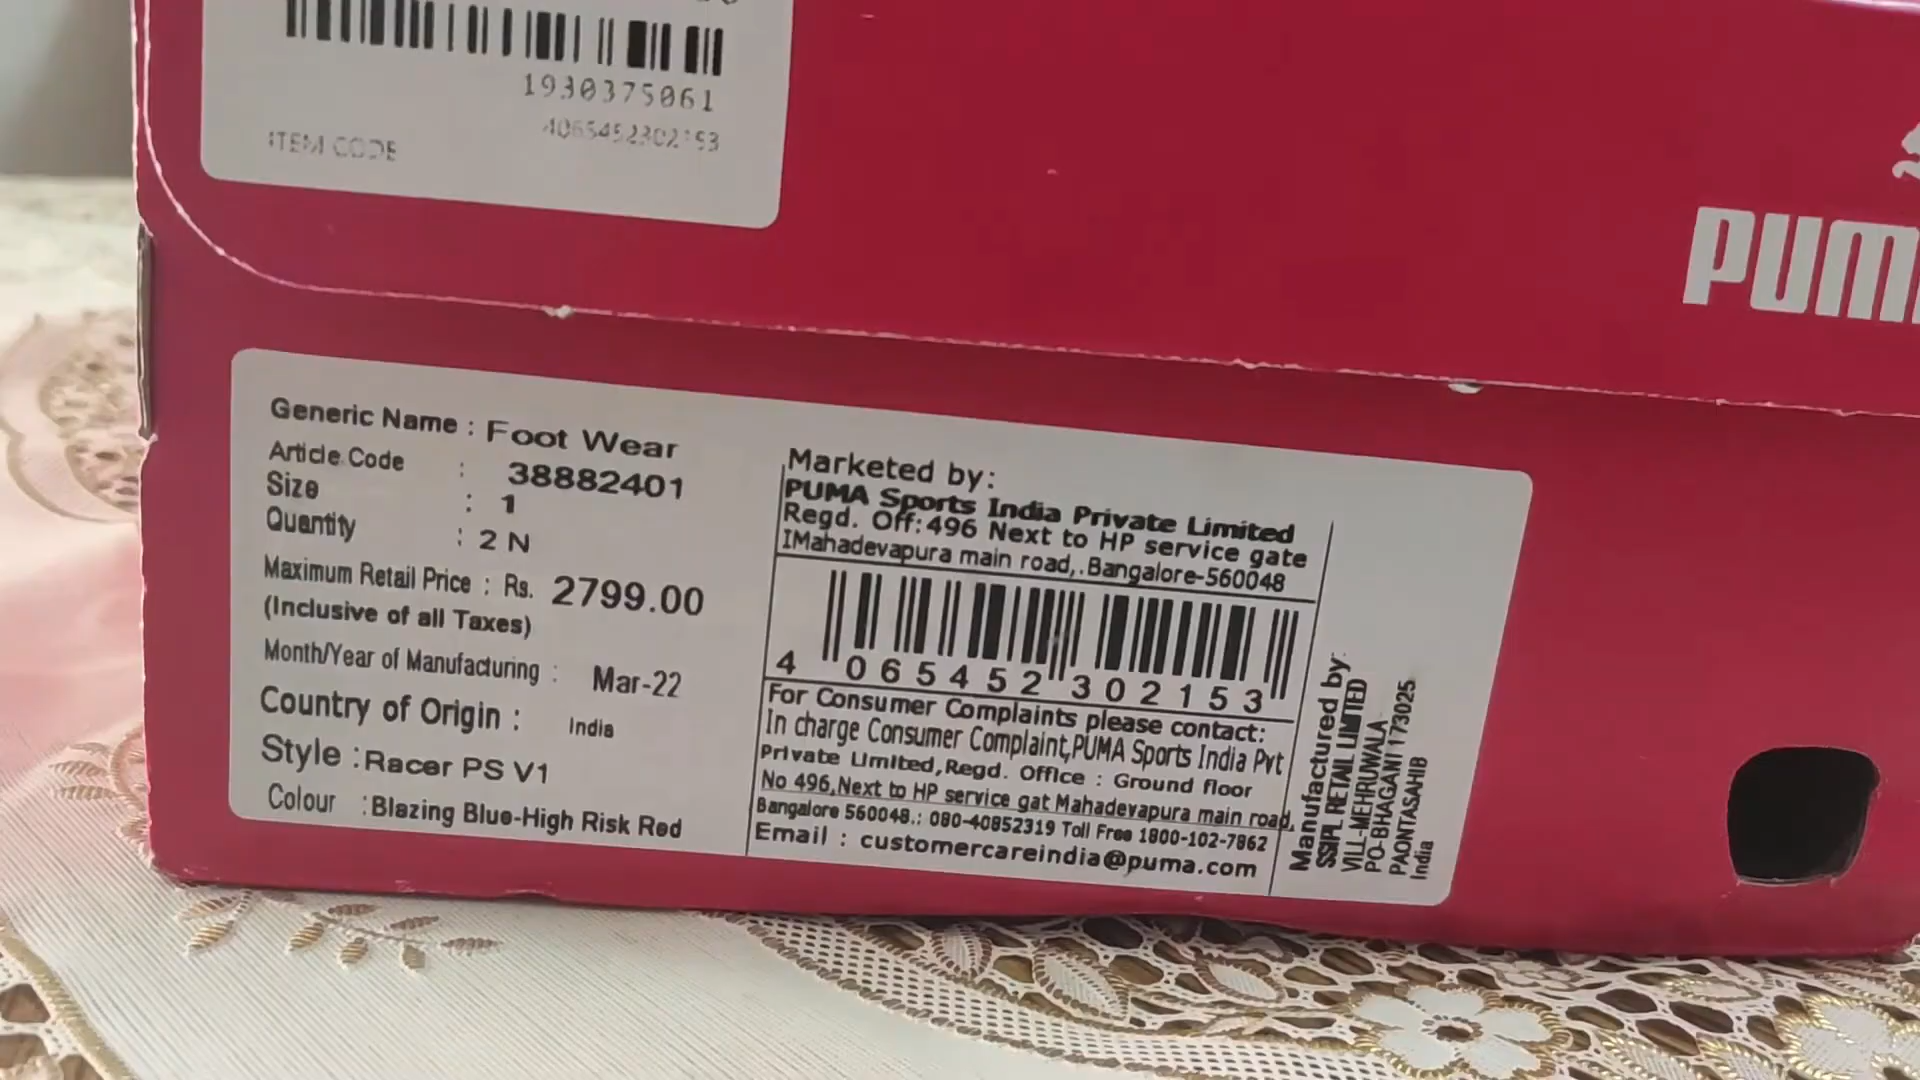 1930375061
4065452302153
ITEM CODE
PUM
Generic Name : Foot Wear
Article Code : 38882401
Size : 1
Quantity : 2 N
Maximum Retail Price : Rs. 2799.00
(Inclusive of all Taxes)
Month/Year of Manufacturing : Mar-22
Country of Origin : India
Style : Racer PS V1
Colour : Blazing Blue-High Risk Red
Marketed by:
PUMA Sports India Private Limited
Regd. Off:496 Next to HP service gate
IMahadevapura main road,.Bangalore-560048
4 065452 302153
For Consumer Complaints please contact:
In charge Consumer Complaint,PUMA Sports India Pvt
Private Limited,Regd. Office : Ground floor
No 496,Next to HP service gat Mahadevapura main road,
Bangalore 560048.: 080-40852319 Toll Free 1800-102-7862
Email : customercareindia@puma.com
Manufactured by:
SSIPL RETAIL LIMITED
VILL-MEHRUWALA
PO-BHAGANI 173025
PAONTASAHIB
India